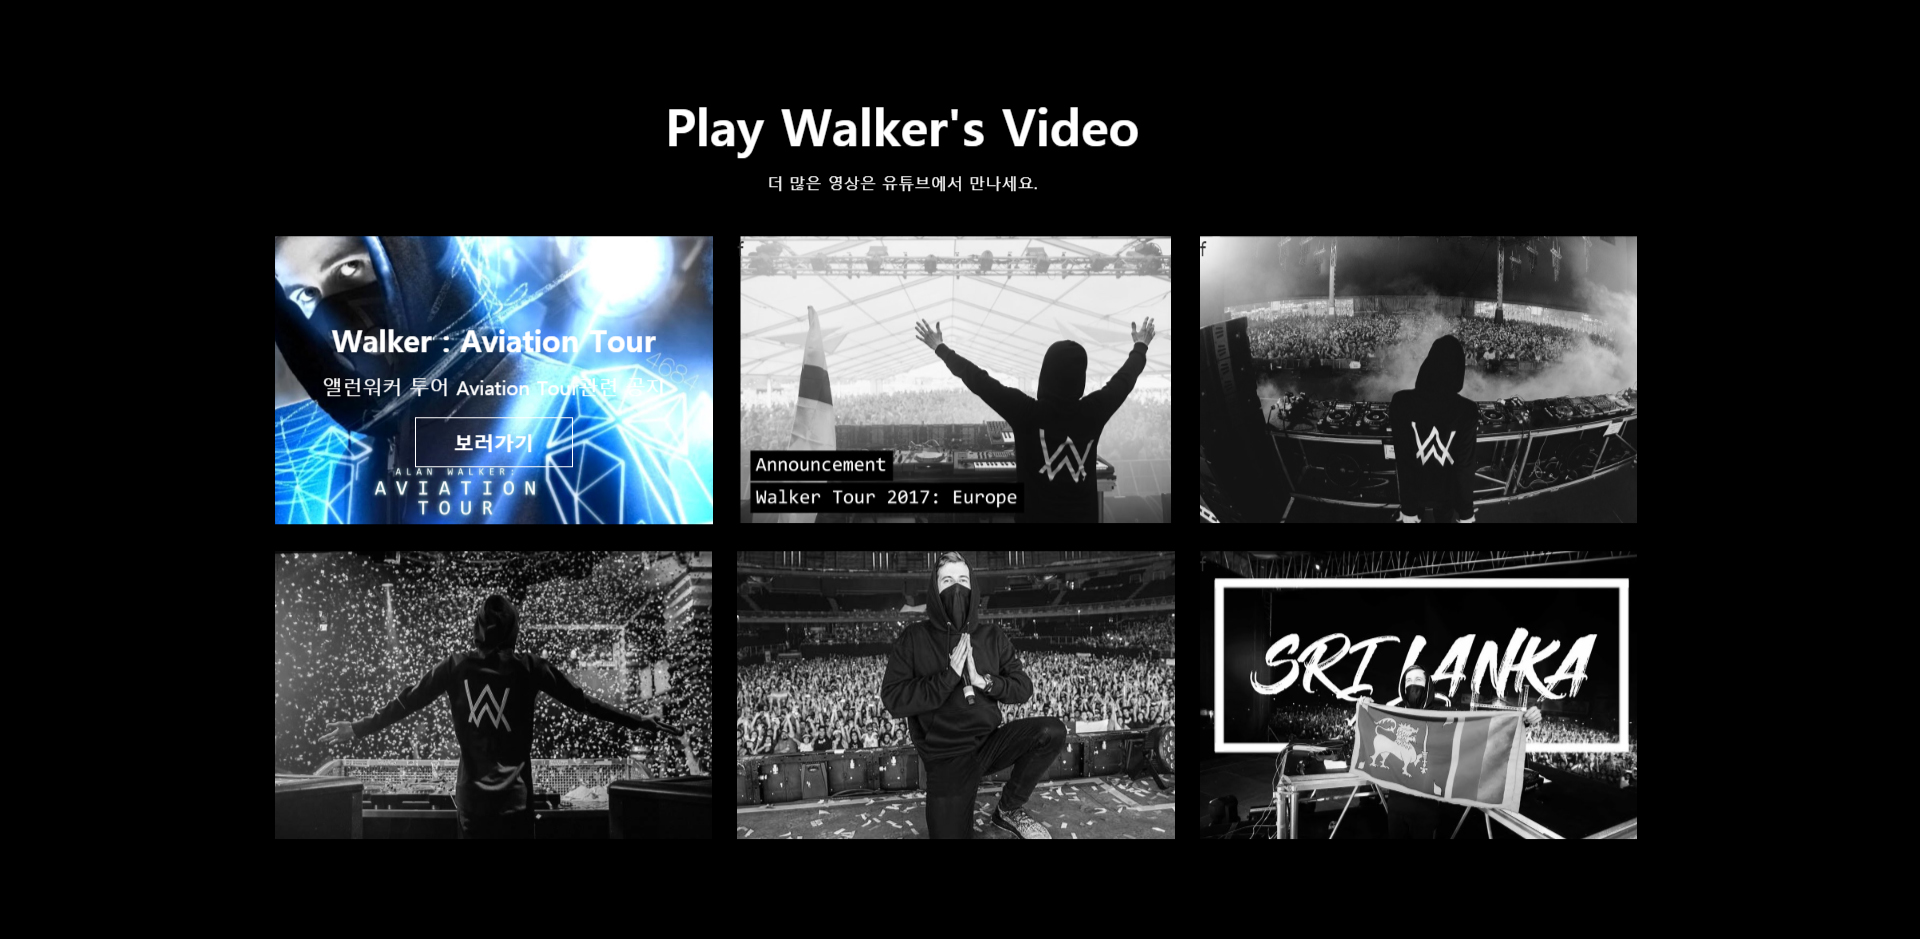 Play Walker's Video
더 많은 영상은 유튜브에서 만나세요.
Walker : Aviation Tour
앨런워커 투어 Aviation Tour관련 공지
4684
보러가기
ALAN WALKER:
AVIATION
TOUR
f
Announcement
Walker Tour 2017: Europe
f
SRI LANKA